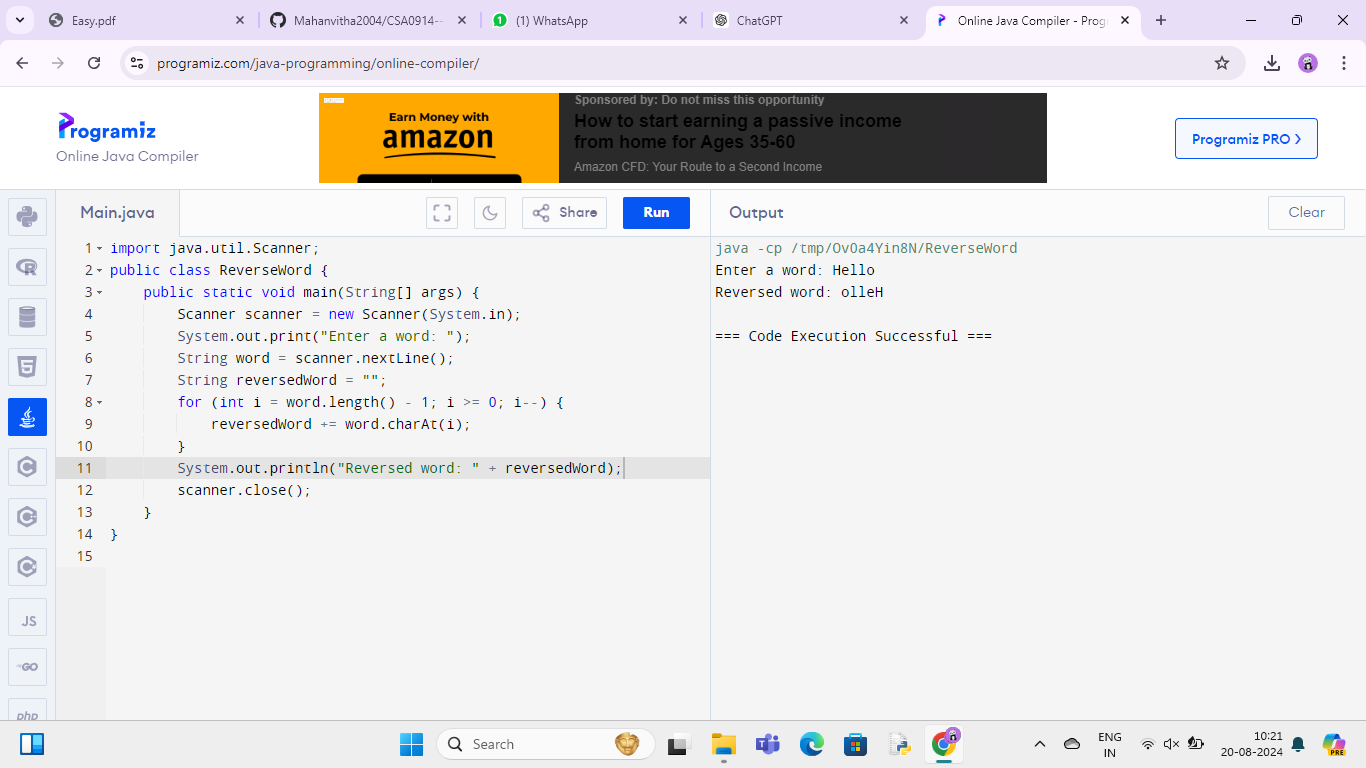 Easy.pdf
Mahanvitha2004/CSA0914--
(1) WhatsApp
ChatGPT
Online Java Compiler - Prog
programiz.com/java-programming/online-compiler/
Programiz
Online Java Compiler
Earn Money with
amazon
Sponsored by: Do not miss this opportunity
How to start earning a passive income
from home for Ages 35-60
Amazon CFD: Your Route to a Second Income
Programiz PRO >
Main.java
Share
Run
Output
Clear
1 import java.util.Scanner;
2 public class ReverseWord {
3 public static void main(String[] args) {
4 Scanner scanner = new Scanner(System.in);
5 System.out.print("Enter a word: ");
6 String word = scanner.nextLine();
7 String reversedWord = "";
8 for (int i = word.length() - 1; i >= 0; i--) {
9 reversedWord += word.charAt(i);
10 }
11 System.out.println("Reversed word: " + reversedWord);
12 scanner.close();
13 }
14 }
15
java -cp /tmp/Ov0a4Yin8N/ReverseWord
Enter a word: Hello
Reversed word: olleH
=== Code Execution Successful ===
JS
GO
php
Search
ENG
IN
10:21
20-08-2024
PRE